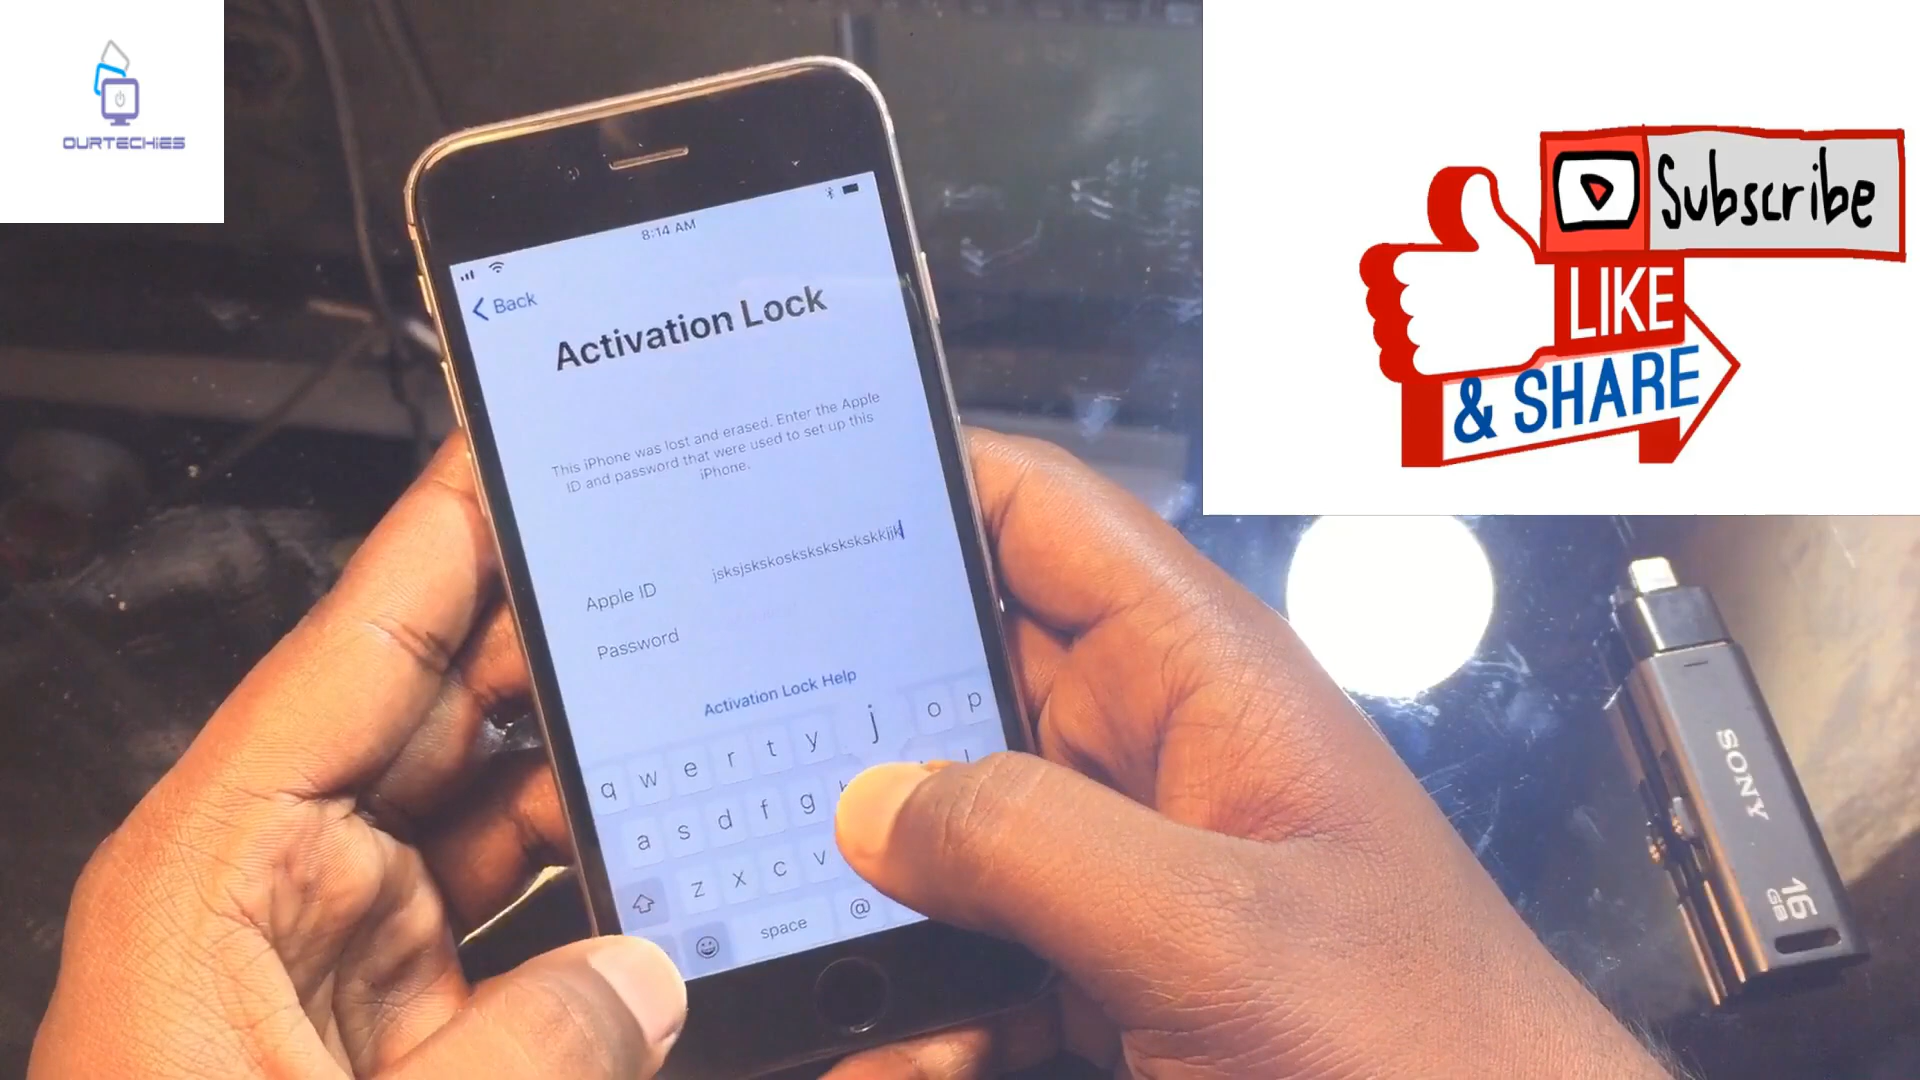 OURTECHIES
Subscribe
LIKE
& SHARE
8:14 AM
Back
Activation Lock
This iPhone was lost and erased. Enter the Apple
ID and password that were used to set up this
iPhone.
Apple ID
Password
Activation Lock Help
q w e r t y j o p
a s d f g
z x c v
space @
SONY
16
GB